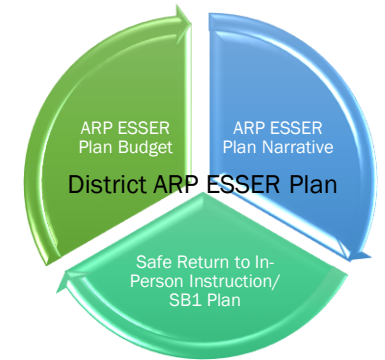 ARP ESSER
Plan Budget
ARP ESSER
Plan Narrative
District ARP ESSER Plan
Safe Return to In-
Person Instruction/
SB1 Plan